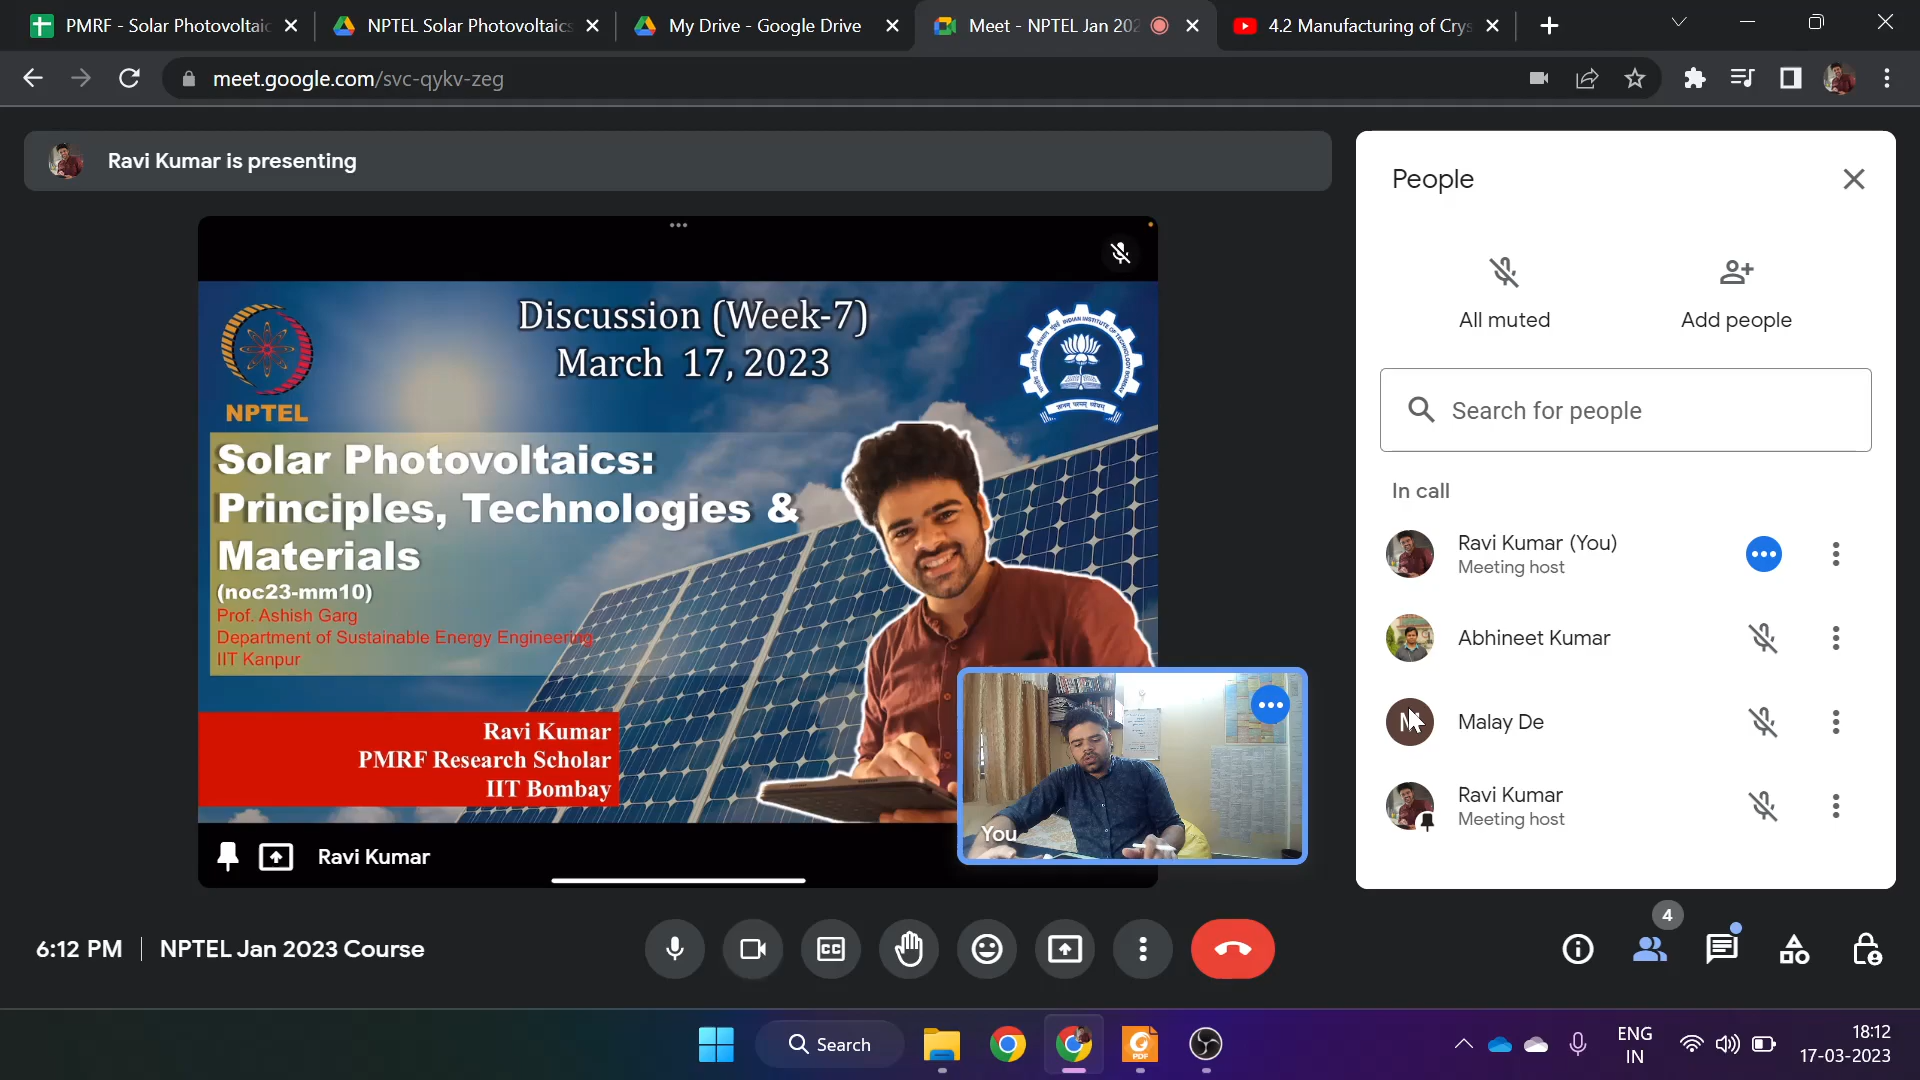 PMRF - Solar Photovoltaic
NPTEL Solar Photovoltaics
My Drive - Google Drive
Meet - NPTEL Jan 202
4.2 Manufacturing of Crys
meet.google.com/svc-qykv-zeg
Ravi Kumar is presenting
Discussion (Week-7)
March 17, 2023
NPTEL
Solar Photovoltaics:
Principles, Technologies &
Materials
(noc23-mm10)
Prof. Ashish Garg
Department of Sustainable Energy Engineering
IIT Kanpur
Ravi Kumar
PMRF Research Scholar
IIT Bombay
You
Ravi Kumar
People
All muted
Add people
Search for people
In call
Ravi Kumar (You)
Meeting host
Abhineet Kumar
Malay De
Ravi Kumar
Meeting host
6:12 PM
NPTEL Jan 2023 Course
CC
4
Search
PDF
ENG
IN
18:12
17-03-2023